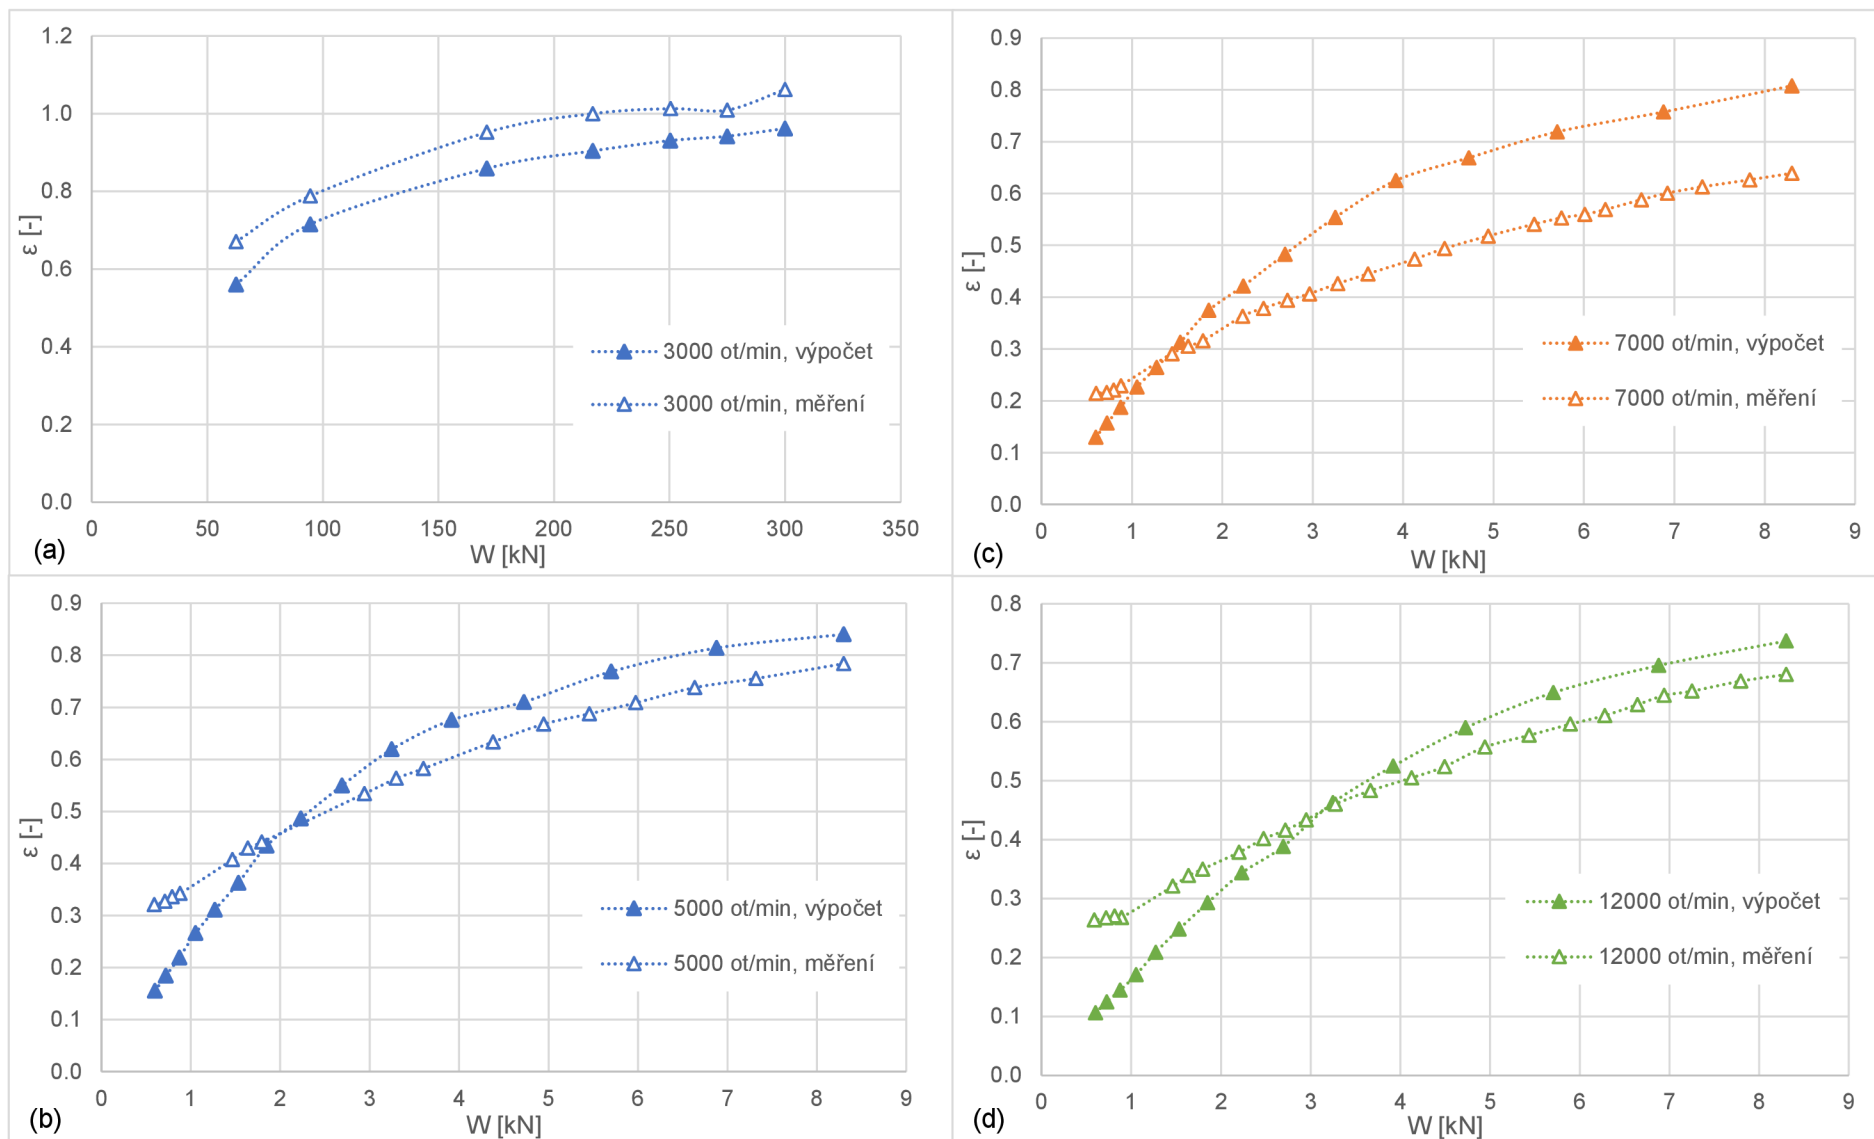 1.2
1.0
0.8
0.6
0.4
0.2
0.0
ε [-]
0 50 100 150 200 250 300 350
W [kN]
3000 ot/min, výpočet
3000 ot/min, měření
(a)
0.9
0.8
0.7
0.6
0.5
0.4
0.3
0.2
0.1
0.0
ε [-]
0 1 2 3 4 5 6 7 8 9
W [kN]
7000 ot/min, výpočet
7000 ot/min, měření
(c)
0.9
0.8
0.7
0.6
0.5
0.4
0.3
0.2
0.1
0.0
ε [-]
0 1 2 3 4 5 6 7 8 9
W [kN]
5000 ot/min, výpočet
5000 ot/min, měření
(b)
0.8
0.7
0.6
0.5
0.4
0.3
0.2
0.1
0.0
ε [-]
0 1 2 3 4 5 6 7 8 9
W [kN]
12000 ot/min, výpočet
12000 ot/min, měření
(d)